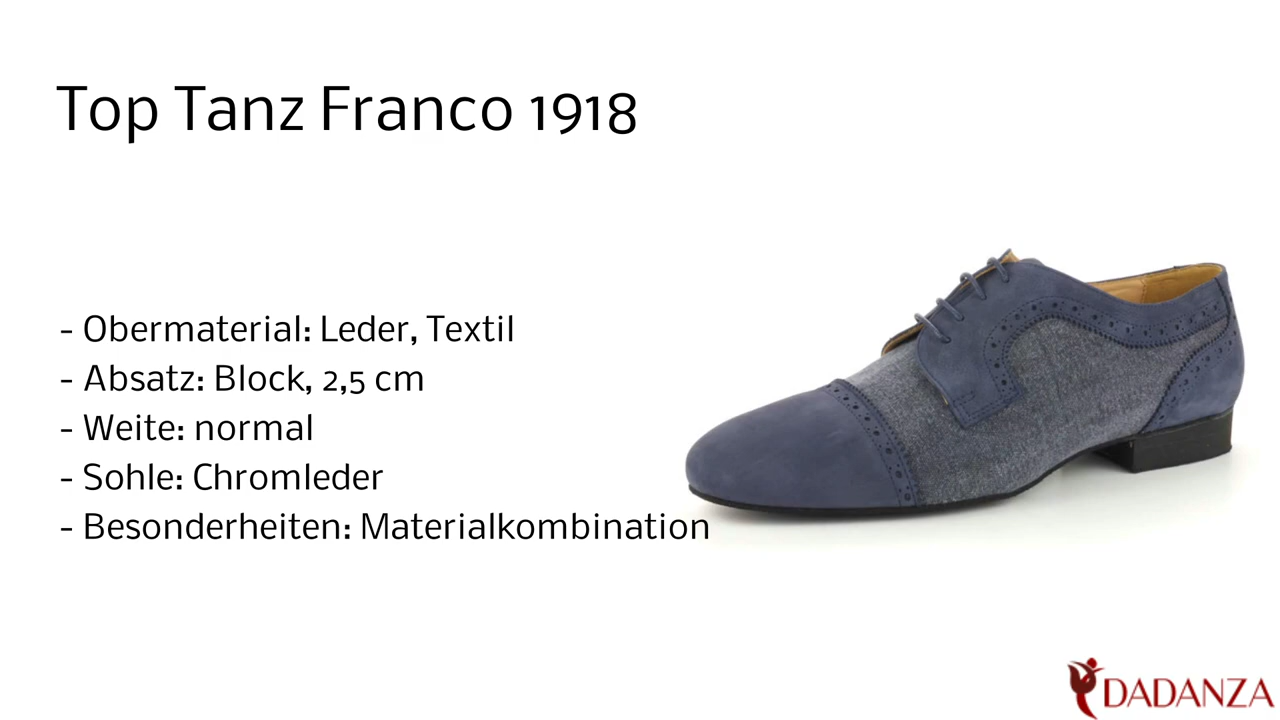 Top Tanz Franco 1918
- Obermaterial: Leder, Textil
- Absatz: Block, 2,5 cm
- Weite: normal
- Sohle: Chromleder
- Besonderheiten: Materialkombination
DADANZA